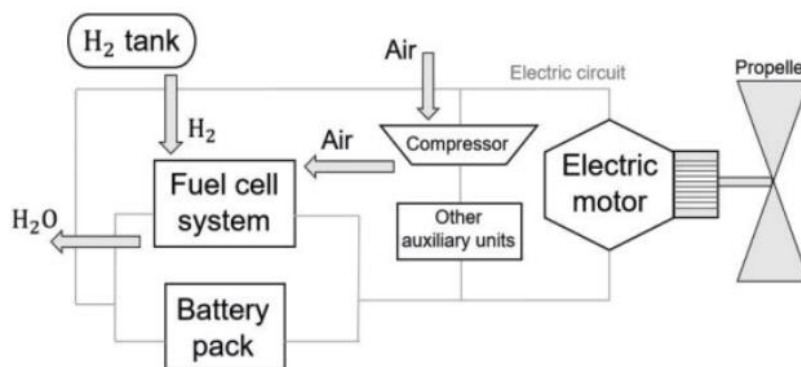 H₂ tank
Air
Electric circuit
Propelle
H₂
Air
Compressor
Fuel cell
system
Electric
motor
H₂O
Other
auxiliary units
Battery
pack